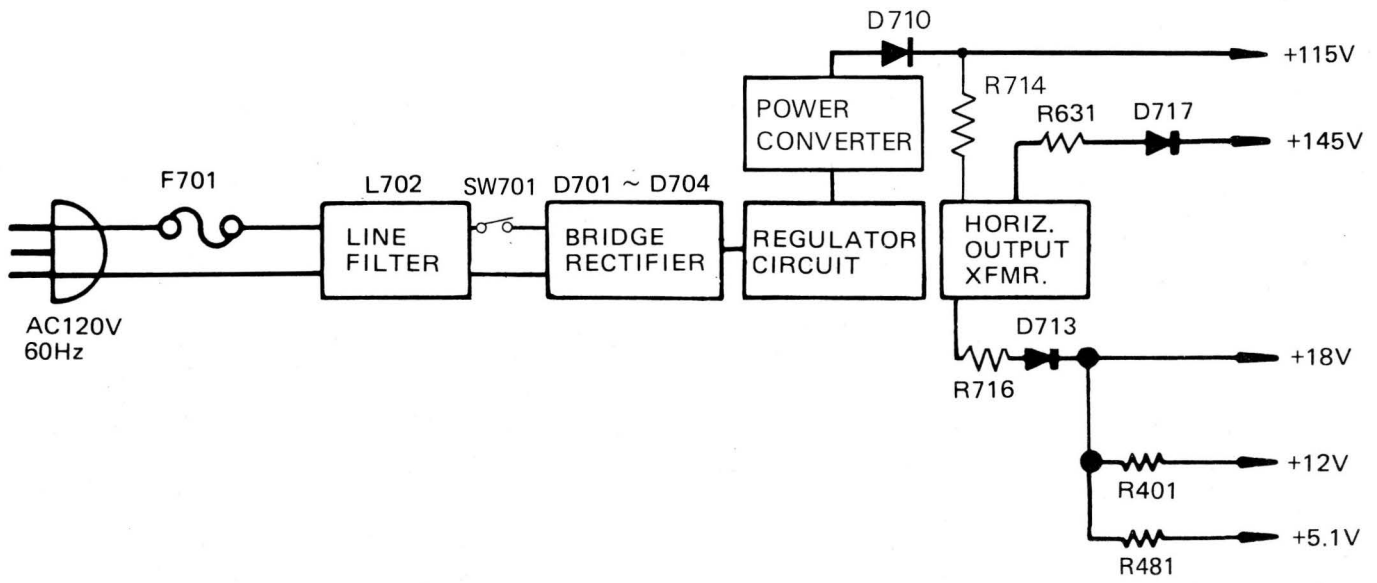 D710
+115V
R714
POWER
CONVERTER
R631
D717
+145V
F701
L702
SW701
D701 ~ D704
LINE
FILTER
BRIDGE
RECTIFIER
REGULATOR
CIRCUIT
HORIZ.
OUTPUT
XFMR.
AC120V
60Hz
D713
+18V
R716
+12V
R401
+5.1V
R481